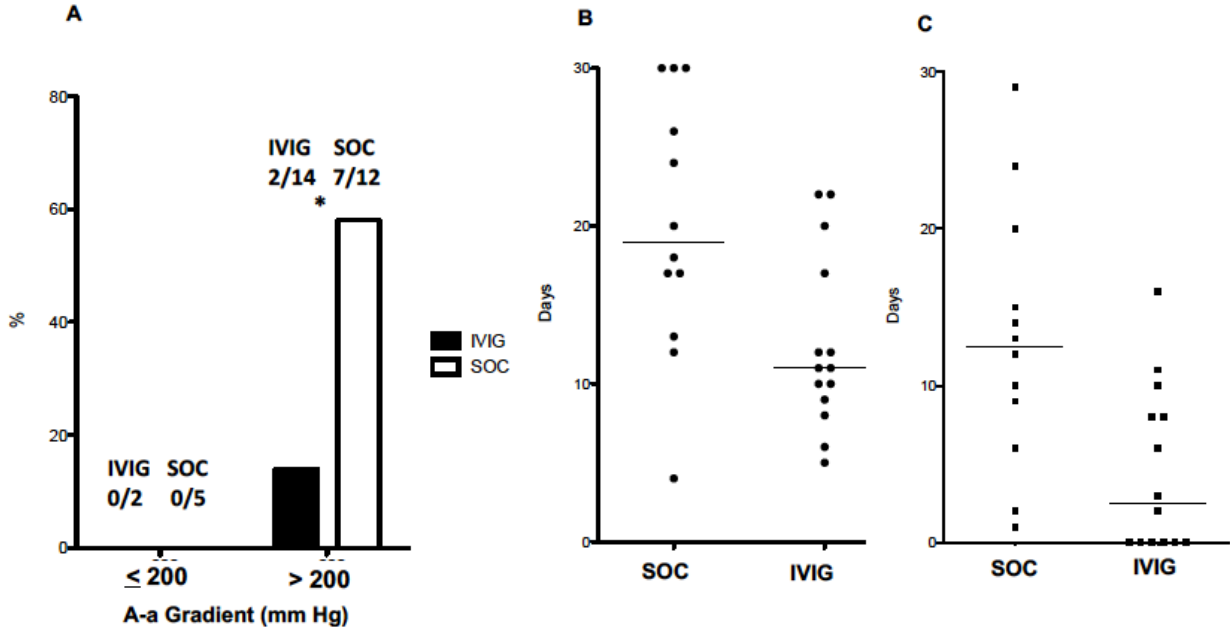 A
80
60
40
20
0
%
IVIG SOC
2/14 7/12
*
IVIG SOC
0/2 0/5
≤ 200
> 200
A-a Gradient (mm Hg)
IVIG
SOC
B
30
20
10
0
Days
SOC
IVIG
C
30
20
10
0
Days
SOC
IVIG